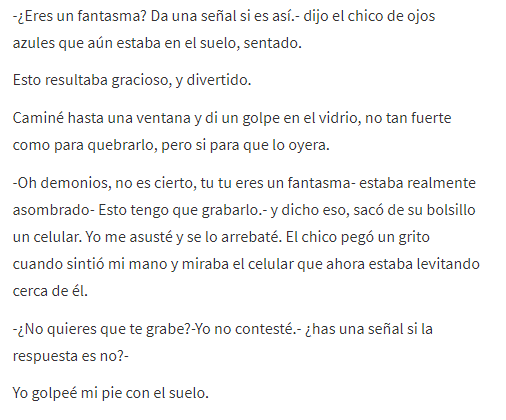 -¿Eres un fantasma? Da una señal si es así.- dijo el chico de ojos
azules que aún estaba en el suelo, sentado.
Esto resultaba gracioso, y divertido.
Caminé hasta una ventana y di un golpe en el vidrio, no tan fuerte
como para quebrarlo, pero si para que lo oyera.
-Oh demonios, no es cierto, tu tu eres un fantasma- estaba realmente
asombrado- Esto tengo que grabarlo.- y dicho eso, sacó de su bolsillo
un celular. Yo me asusté y se lo arrebaté. El chico pegó un grito
cuando sintió mi mano y miraba el celular que ahora estaba levitando
cerca de él.
-¿No quieres que te grabe?-Yo no contesté.- ¿has una señal si la
respuesta es no?-
Yo golpeé mi pie con el suelo.